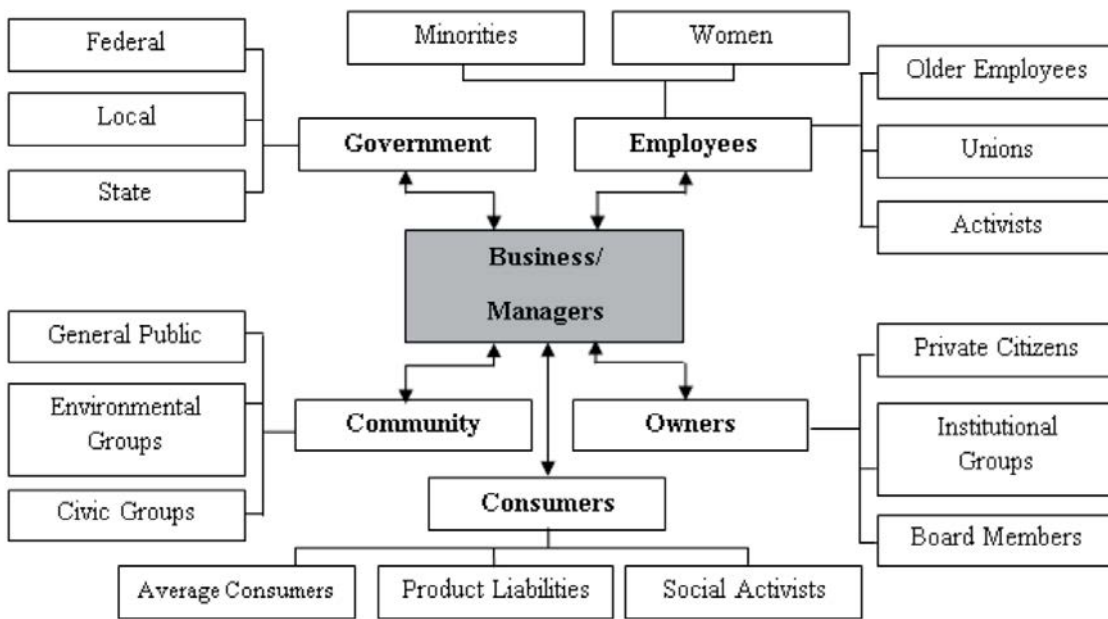 Minorities
Women
Federal
Local
State
Government
Employees
Older Employees
Unions
Activists
Business/
Managers
General Public
Environmental
Groups
Civic Groups
Community
Owners
Private Citizens
Institutional
Groups
Board Members
Consumers
Average Consumers
Product Liabilities
Social Activists